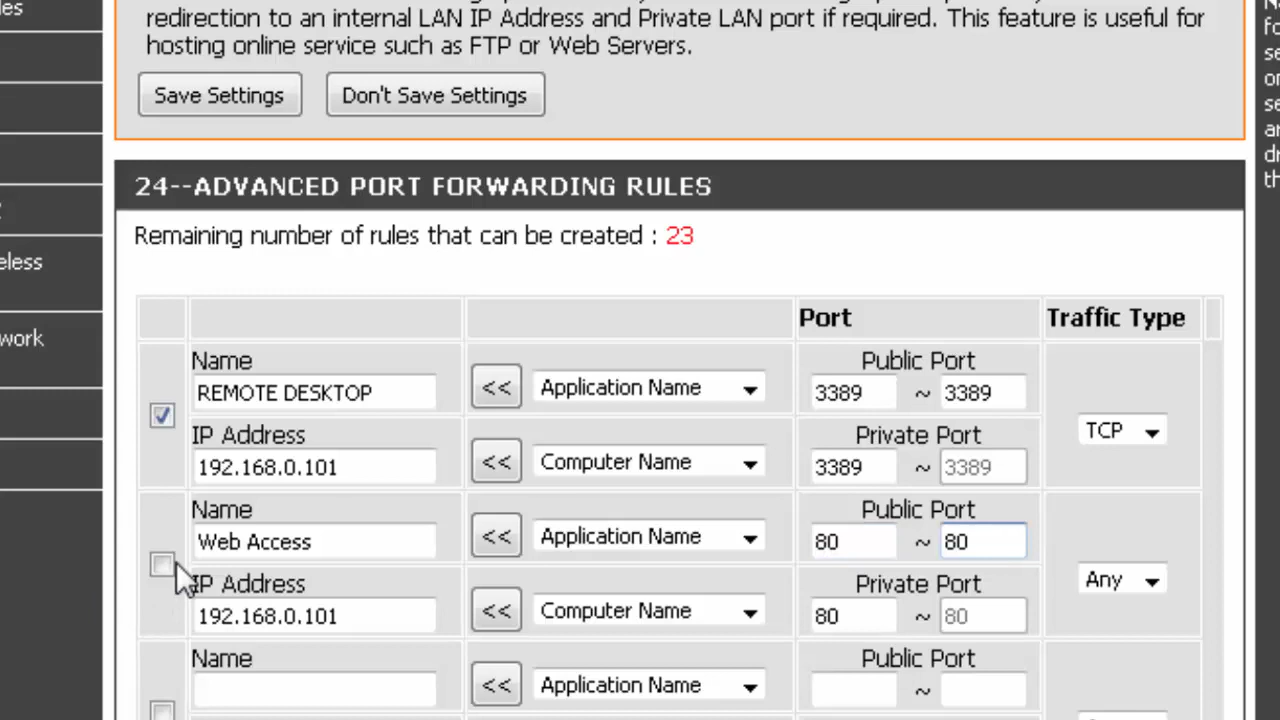 redirection to an internal LAN IP Address and Private LAN port if required. This feature is useful for
hosting online service such as FTP or Web Servers.
Save Settings
Don't Save Settings
24--ADVANCED PORT FORWARDING RULES
Remaining number of rules that can be created : 23
Port
Traffic Type
Name
REMOTE DESKTOP
<<
Application Name
Public Port
3389 ~ 3389
TCP
IP Address
192.168.0.101
<<
Computer Name
Private Port
3389 ~ 3389
Name
Web Access
<<
Application Name
Public Port
80 ~ 80
Any
IP Address
192.168.0.101
<<
Computer Name
Private Port
80 ~ 80
Name
<<
Application Name
Public Port
~